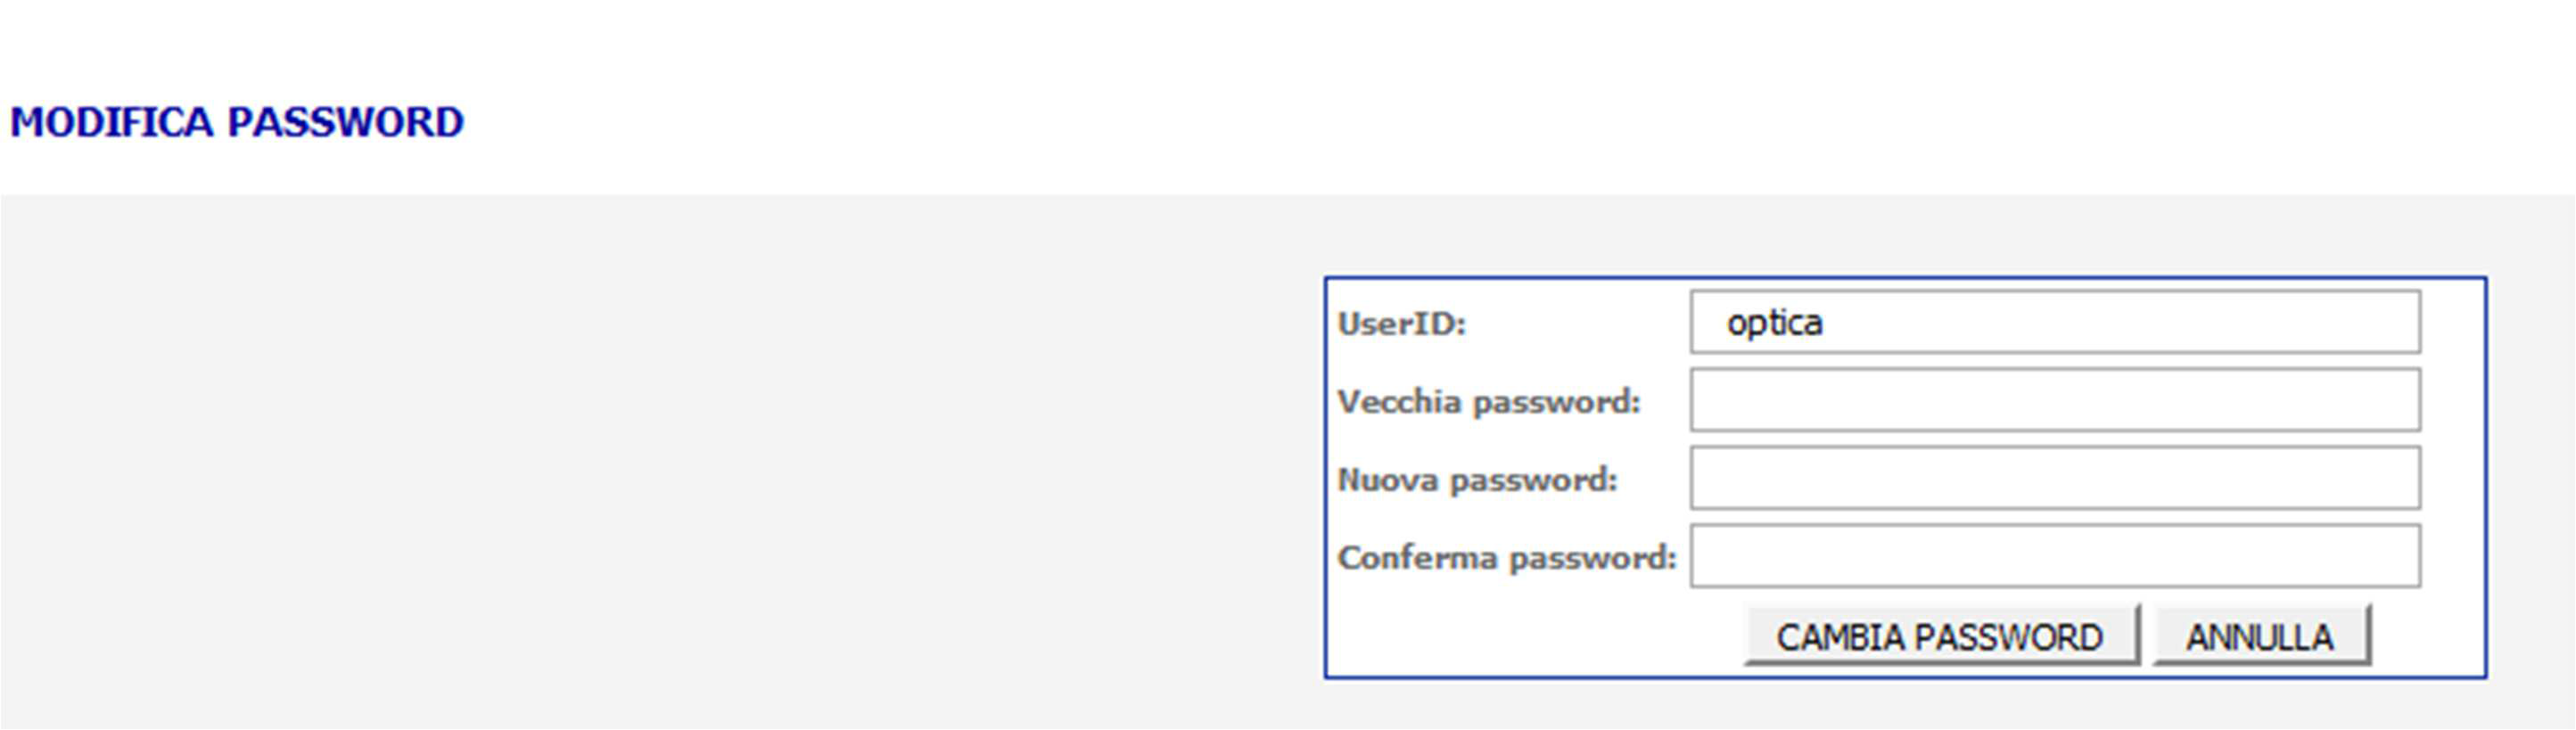 MODIFICA PASSWORD
UserID: optica
Vecchia password:
Nuova password:
Conferma password:
CAMBIA PASSWORD ANNULLA